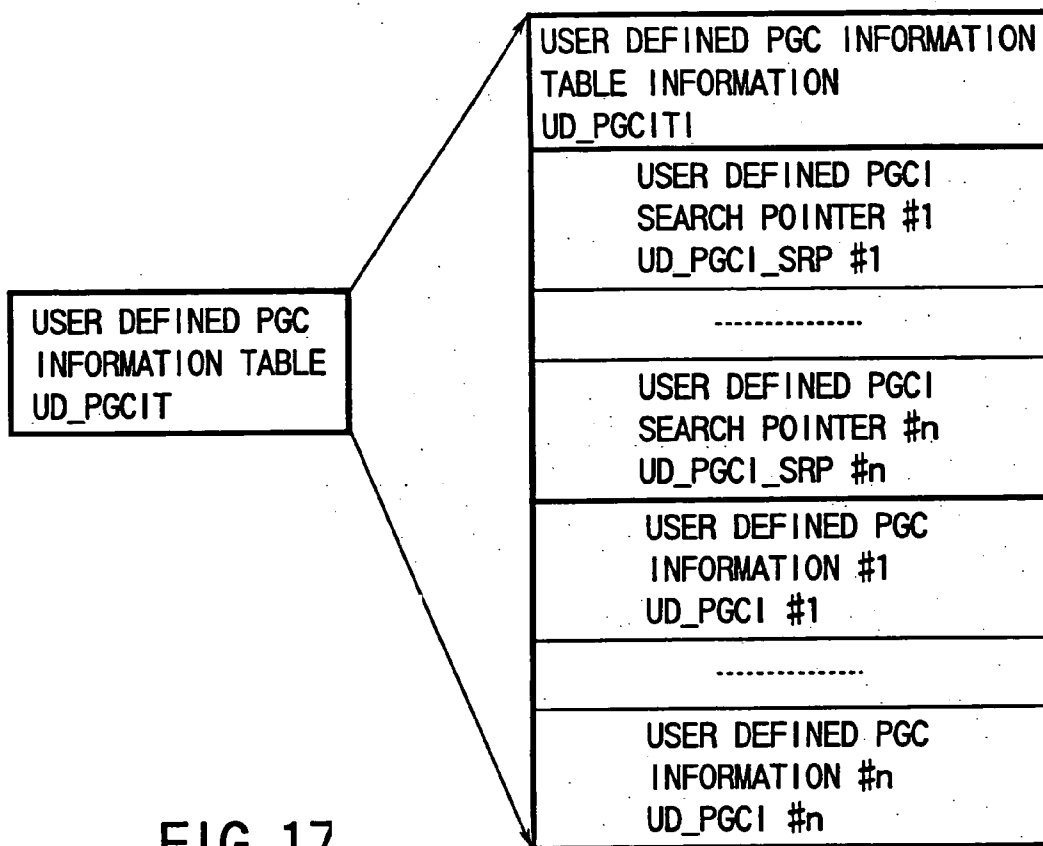 USER DEFINED PGC
INFORMATION TABLE
UD_PGCIT
USER DEFINED PGC INFORMATION
TABLE INFORMATION
UD_PGCITI
USER DEFINED PGCI
SEARCH POINTER #1
UD_PGCI_SRP #1
---------------
USER DEFINED PGCI
SEARCH POINTER #n
UD_PGCI_SRP #n
USER DEFINED PGC
INFORMATION #1
UD_PGCI #1
---------------
USER DEFINED PGC
INFORMATION #n
UD_PGCI #n
FIG. 17